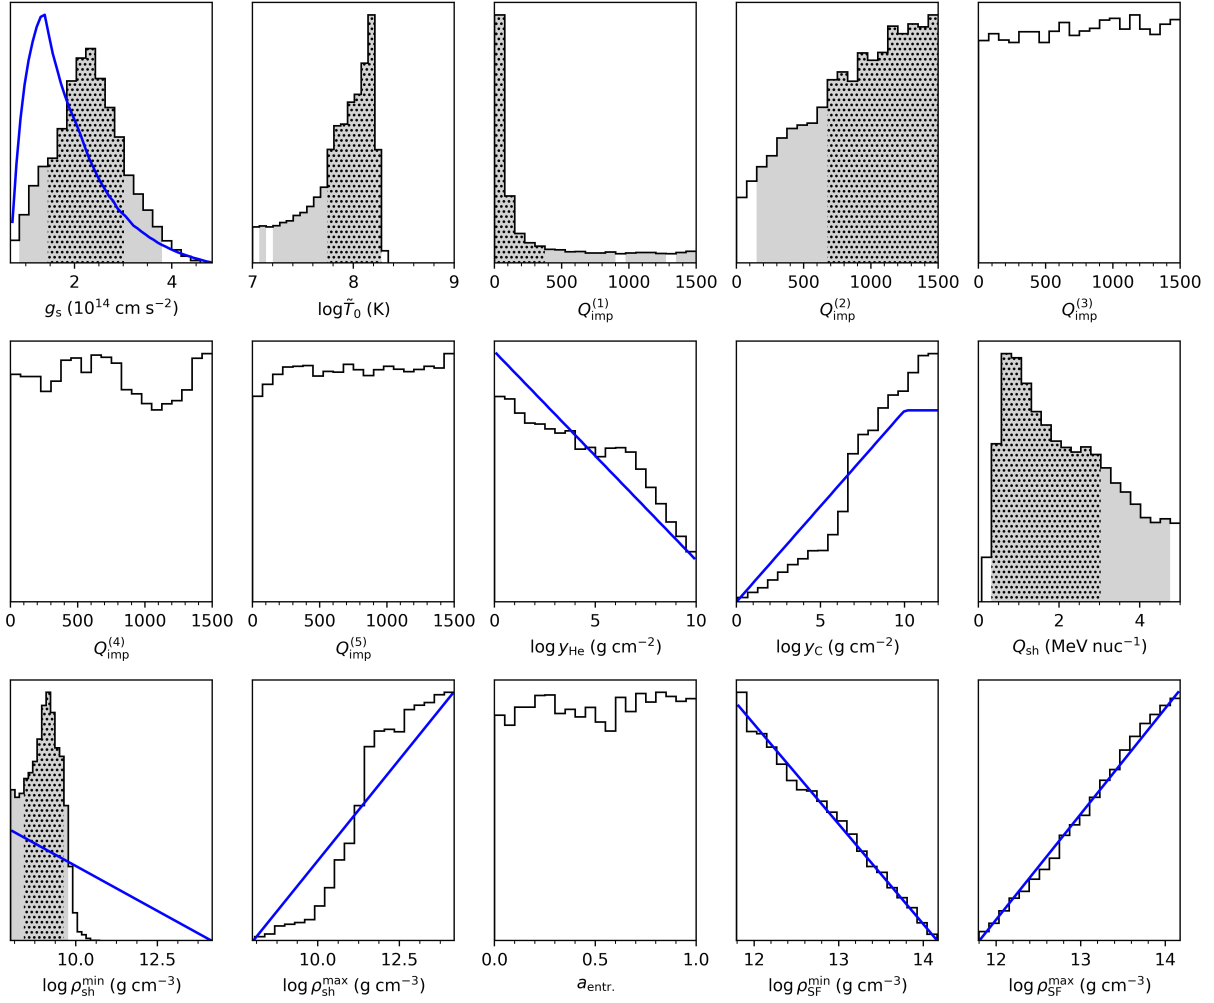 2 4
7 8 9
0 500 1000 1500
0 500 1000 1500
0 500 1000 1500
g_s (10^14 cm s^−2)
log T̃_0 (K)
Q_imp^(1)
Q_imp^(2)
Q_imp^(3)
0 500 1000 1500
0 500 1000 1500
0 5 10
0 5 10
0 2 4
Q_imp^(4)
Q_imp^(5)
log y_He (g cm^−2)
log y_C (g cm^−2)
Q_sh (MeV nuc^−1)
10.0 12.5
10.0 12.5
0.0 0.5 1.0
12 13 14
12 13 14
log ρ_sh^min (g cm^−3)
log ρ_sh^max (g cm^−3)
a_entr.
log ρ_SF^min (g cm^−3)
log ρ_SF^max (g cm^−3)